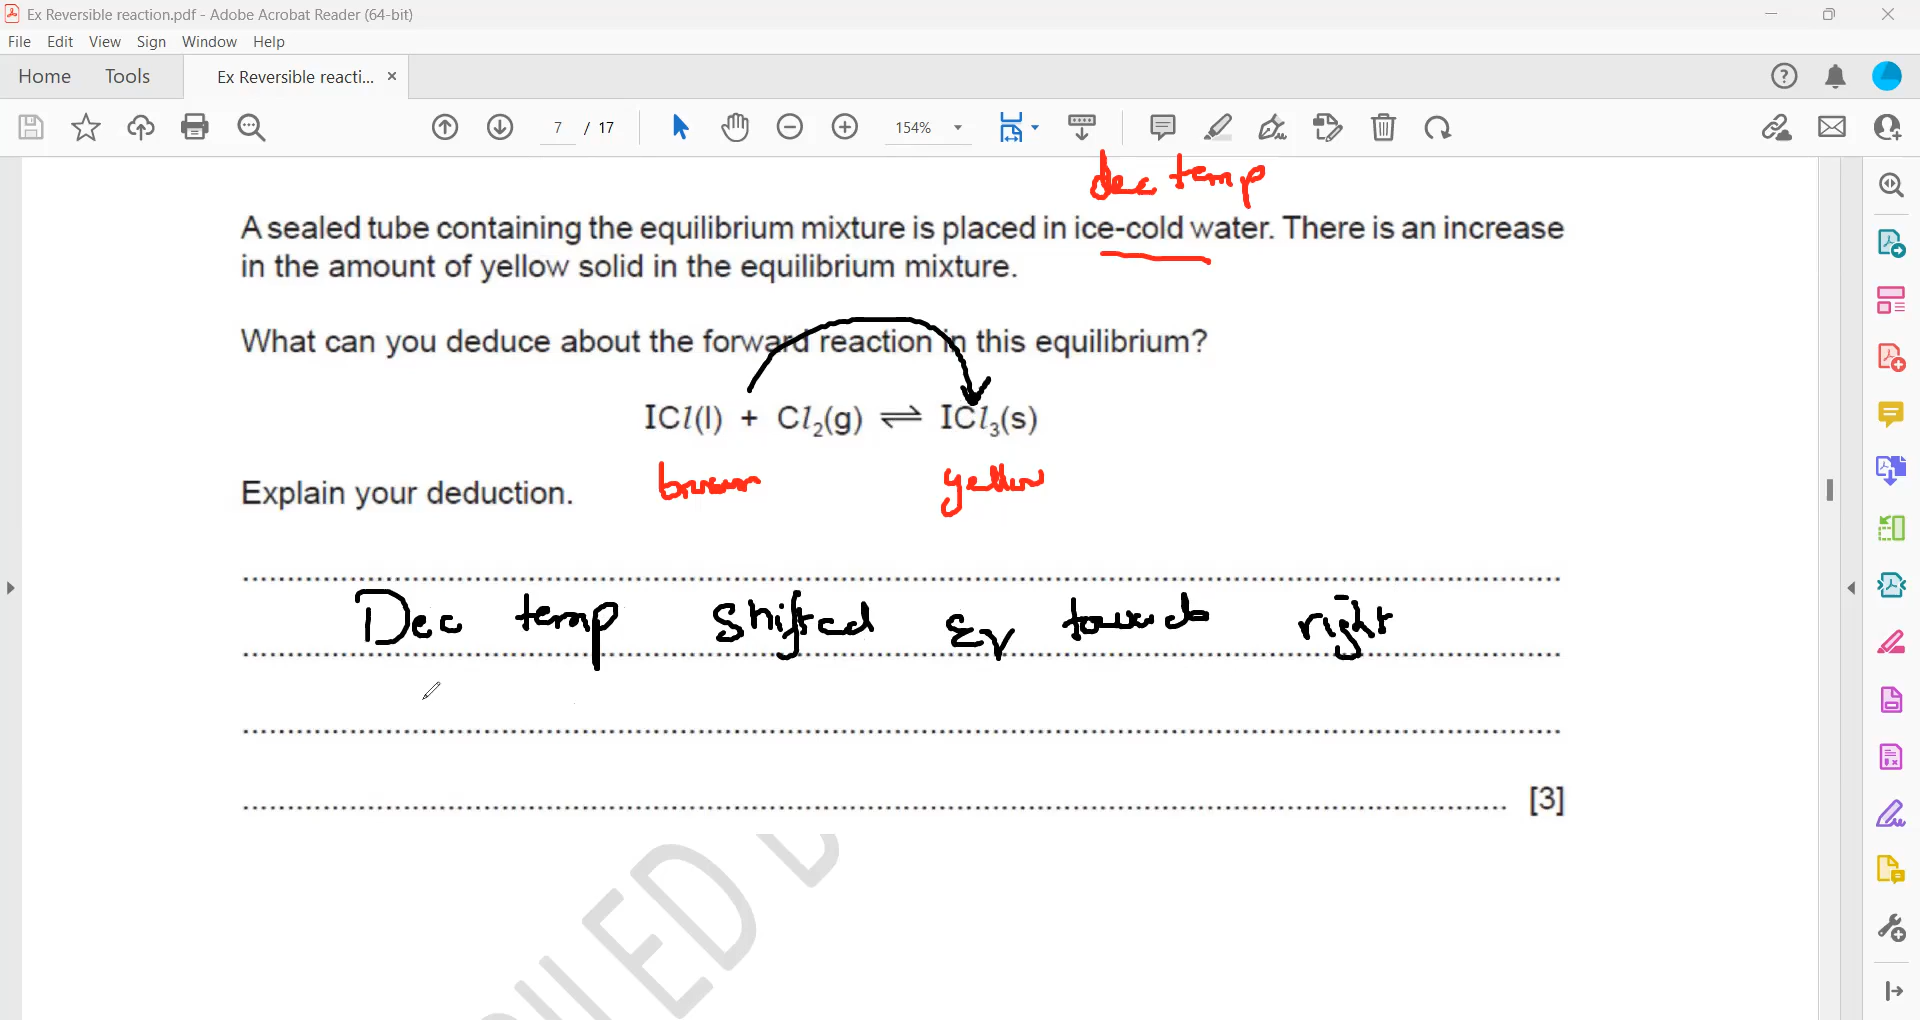 Ex Reversible reaction.pdf - Adobe Acrobat Reader (64-bit)
File Edit View Sign Window Help
Home Tools Ex Reversible reacti... ×
7 / 17 154%
dec temp
A sealed tube containing the equilibrium mixture is placed in ice-cold water. There is an increase
in the amount of yellow solid in the equilibrium mixture.
What can you deduce about the forward reaction in this equilibrium?
ICl(l) + Cl₂(g) ⇌ ICl₃(s)
brown yellow
Explain your deduction.
Dec temp shifted Eq towards right
[3]